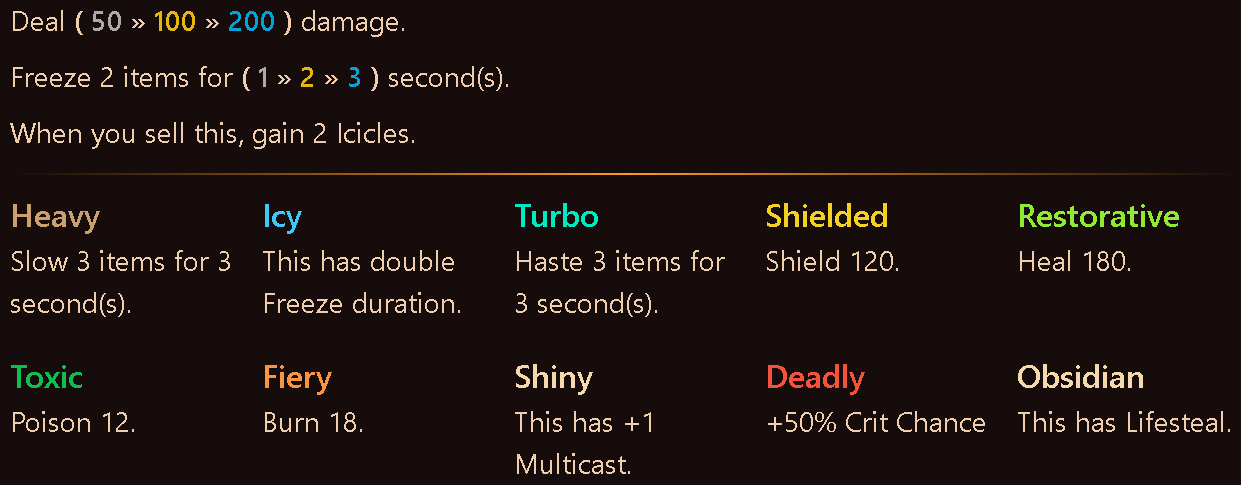 Deal ( 50 » 100 » 200 ) damage.
Freeze 2 items for ( 1 » 2 » 3 ) second(s).
When you sell this, gain 2 Icicles.
Heavy
Slow 3 items for 3
second(s).
Icy
This has double
Freeze duration.
Turbo
Haste 3 items for
3 second(s).
Shielded
Shield 120.
Restorative
Heal 180.
Toxic
Poison 12.
Fiery
Burn 18.
Shiny
This has +1
Multicast.
Deadly
+50% Crit Chance
Obsidian
This has Lifesteal.